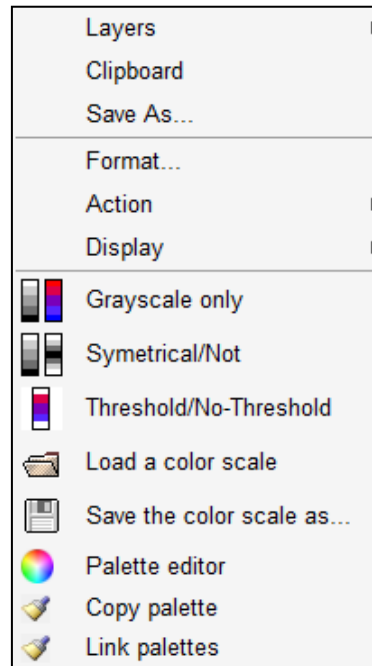 Layers
Clipboard
Save As...
Format...
Action
Display
Grayscale only
Symetrical/Not
Threshold/No-Threshold
Load a color scale
Save the color scale as...
Palette editor
Copy palette
Link palettes